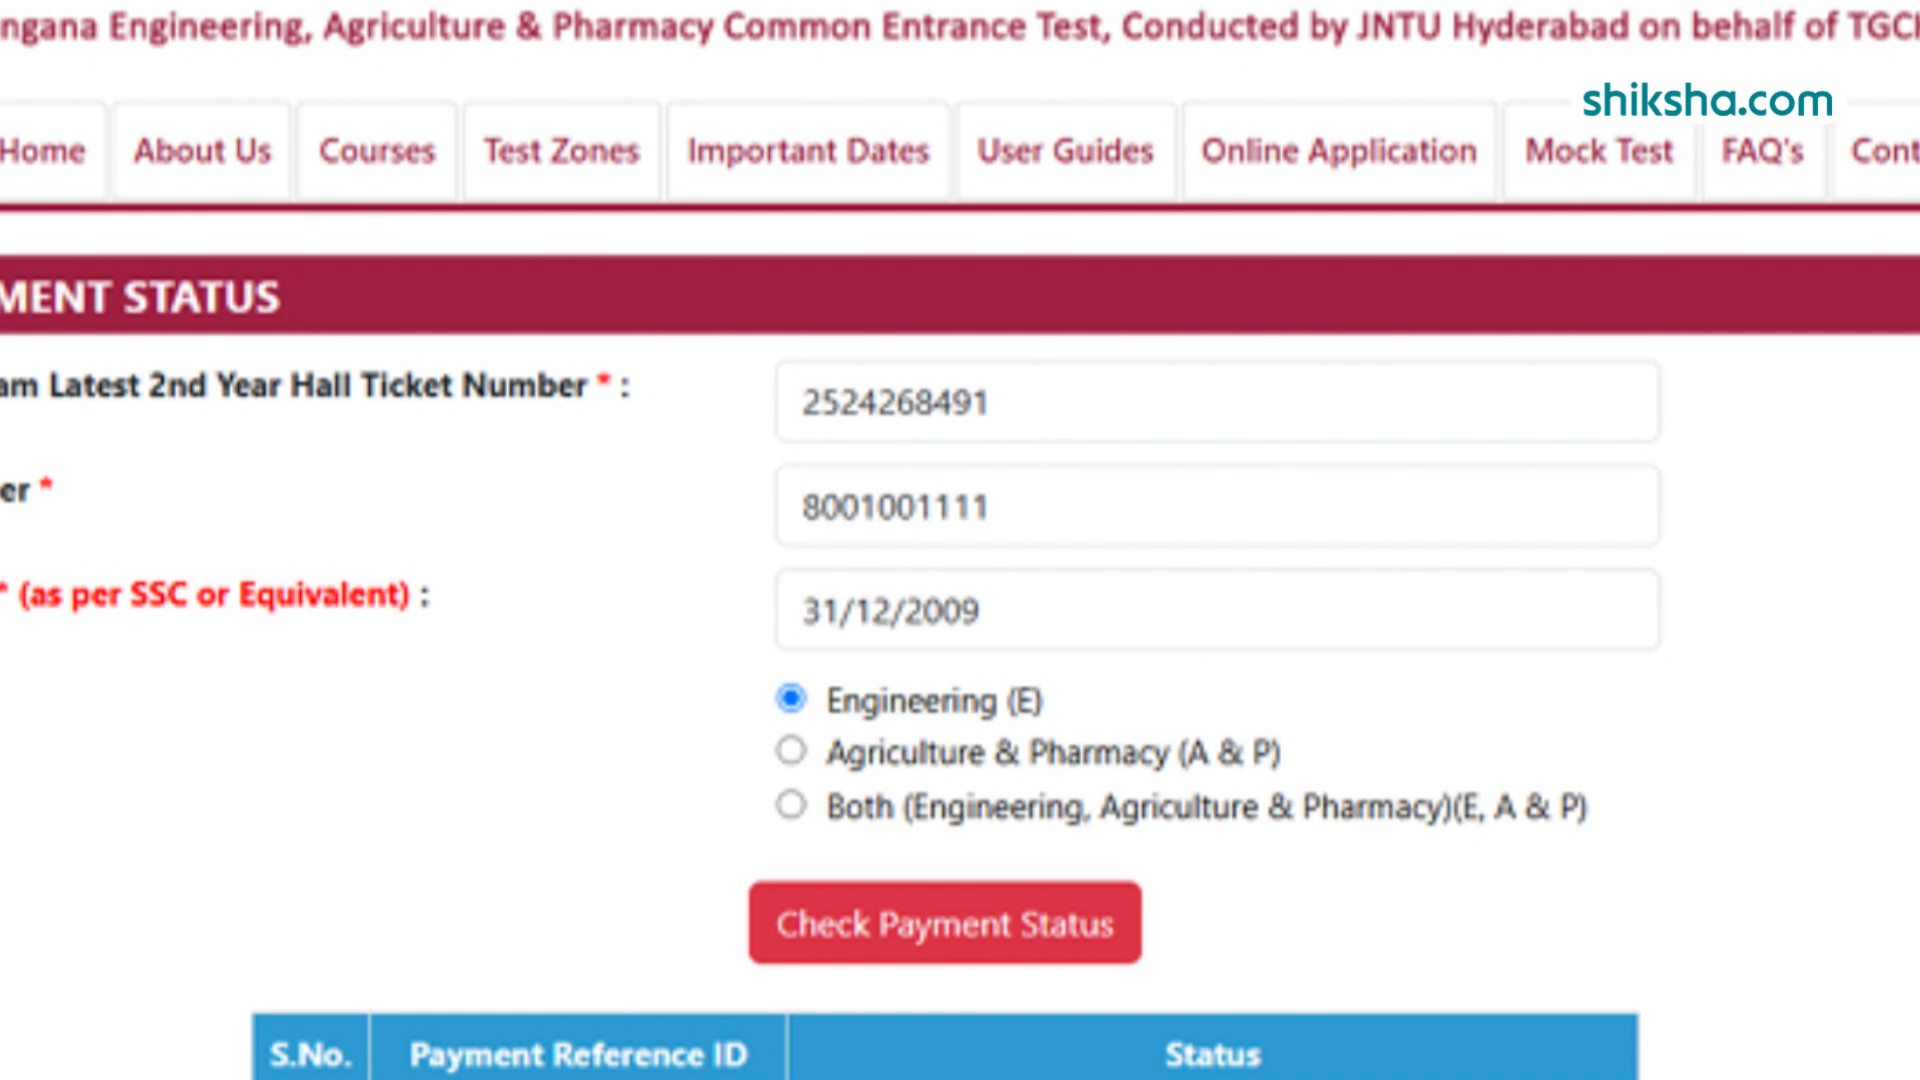 ngana Engineering, Agriculture & Pharmacy Common Entrance Test, Conducted by JNTU Hyderabad on behalf of TGCH
shiksha.com
Home About Us Courses Test Zones Important Dates User Guides Online Application Mock Test FAQ's Cont
MENT STATUS
am Latest 2nd Year Hall Ticket Number * : 2524268491
er * 8001001111
* (as per SSC or Equivalent) : 31/12/2009
Engineering (E)
Agriculture & Pharmacy (A & P)
Both (Engineering, Agriculture & Pharmacy)(E, A & P)
Check Payment Status
S.No. Payment Reference ID Status